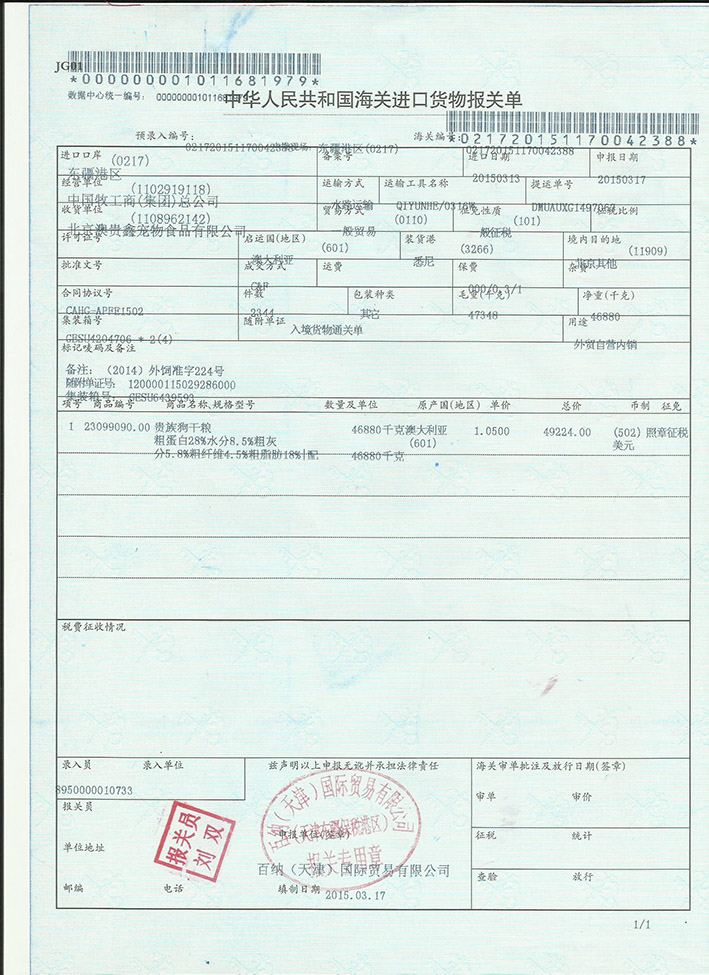 JG01
*0000000001011681979*
数据中心统一编号: 0000000010116819
中华人民共和国海关进口货物报关单
*021720151170042388*
预录入编号: 021720151170042388 东疆港区(0217) 海关编号: 021720151170042388
进口口岸 (0217) 备案号 进口日期 申报日期
东疆港区 20150313 20150317
经营单位 (1102919118) 运输方式 运输工具名称 提运单号
中国牧工商(集团)总公司 水路运输 QIYUNHE/0316W
收货单位 (1108962142) 贸易方式 (0110) 征免性质 (101) 征税比例
北京澳贵鑫宠物食品有限公司 一般贸易 一般征税
许可证号 启运国(地区) (601) 装货港 (3266) 境内目的地 (11909)
澳大利亚 悉尼 北京其他
批准文号 成交方式 运费 保费 杂费
C&F 000/0.3/1
合同协议号 件数 包装种类 毛重(千克) 净重(千克)
CAHG-APFE1502 2344 其它 47348 46880
集装箱号 随附单证 用途
GESU4204706 * 2(4) 入境货物通关单 外贸自营内销
标记唛码及备注
备注: (2014) 外饲准字224号
随附单证号: 120000115029286000
集装箱号: GESU6439593
项号 商品编号 商品名称、规格型号 数量及单位 原产国(地区) 单价 总价 币制 征免
1 23099090.00 贵族狗干粮 46880千克 澳大利亚 1.0500 49224.00 (502) 照章征税
粗蛋白28%水分8.5%粗灰 (601) 美元
分5.8%粗纤维4.5%粗脂肪18%|配 46880千克
税费征收情况
录入员 录入单位 兹声明以上申报无讹并承担法律责任 海关审单批注及放行日期(签章)
8950000010733
审单 审价
报关员
报关员
刘双
百纳(天津)国际贸易有限公司
报关专用章
申报单位(签章)
征税 统计
单位地址
百纳(天津)国际贸易有限公司
查验 放行
邮编 电话 填制日期 2015.03.17
1/1